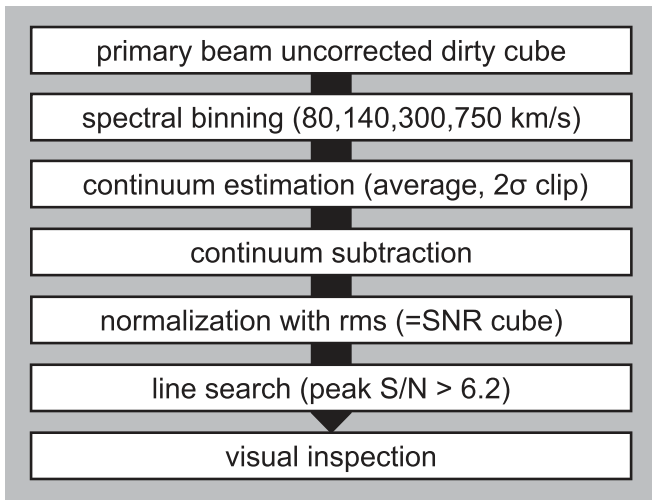 primary beam uncorrected dirty cube
spectral binning (80,140,300,750 km/s)
continuum estimation (average, 2σ clip)
continuum subtraction
normalization with rms (=SNR cube)
line search (peak S/N > 6.2)
visual inspection